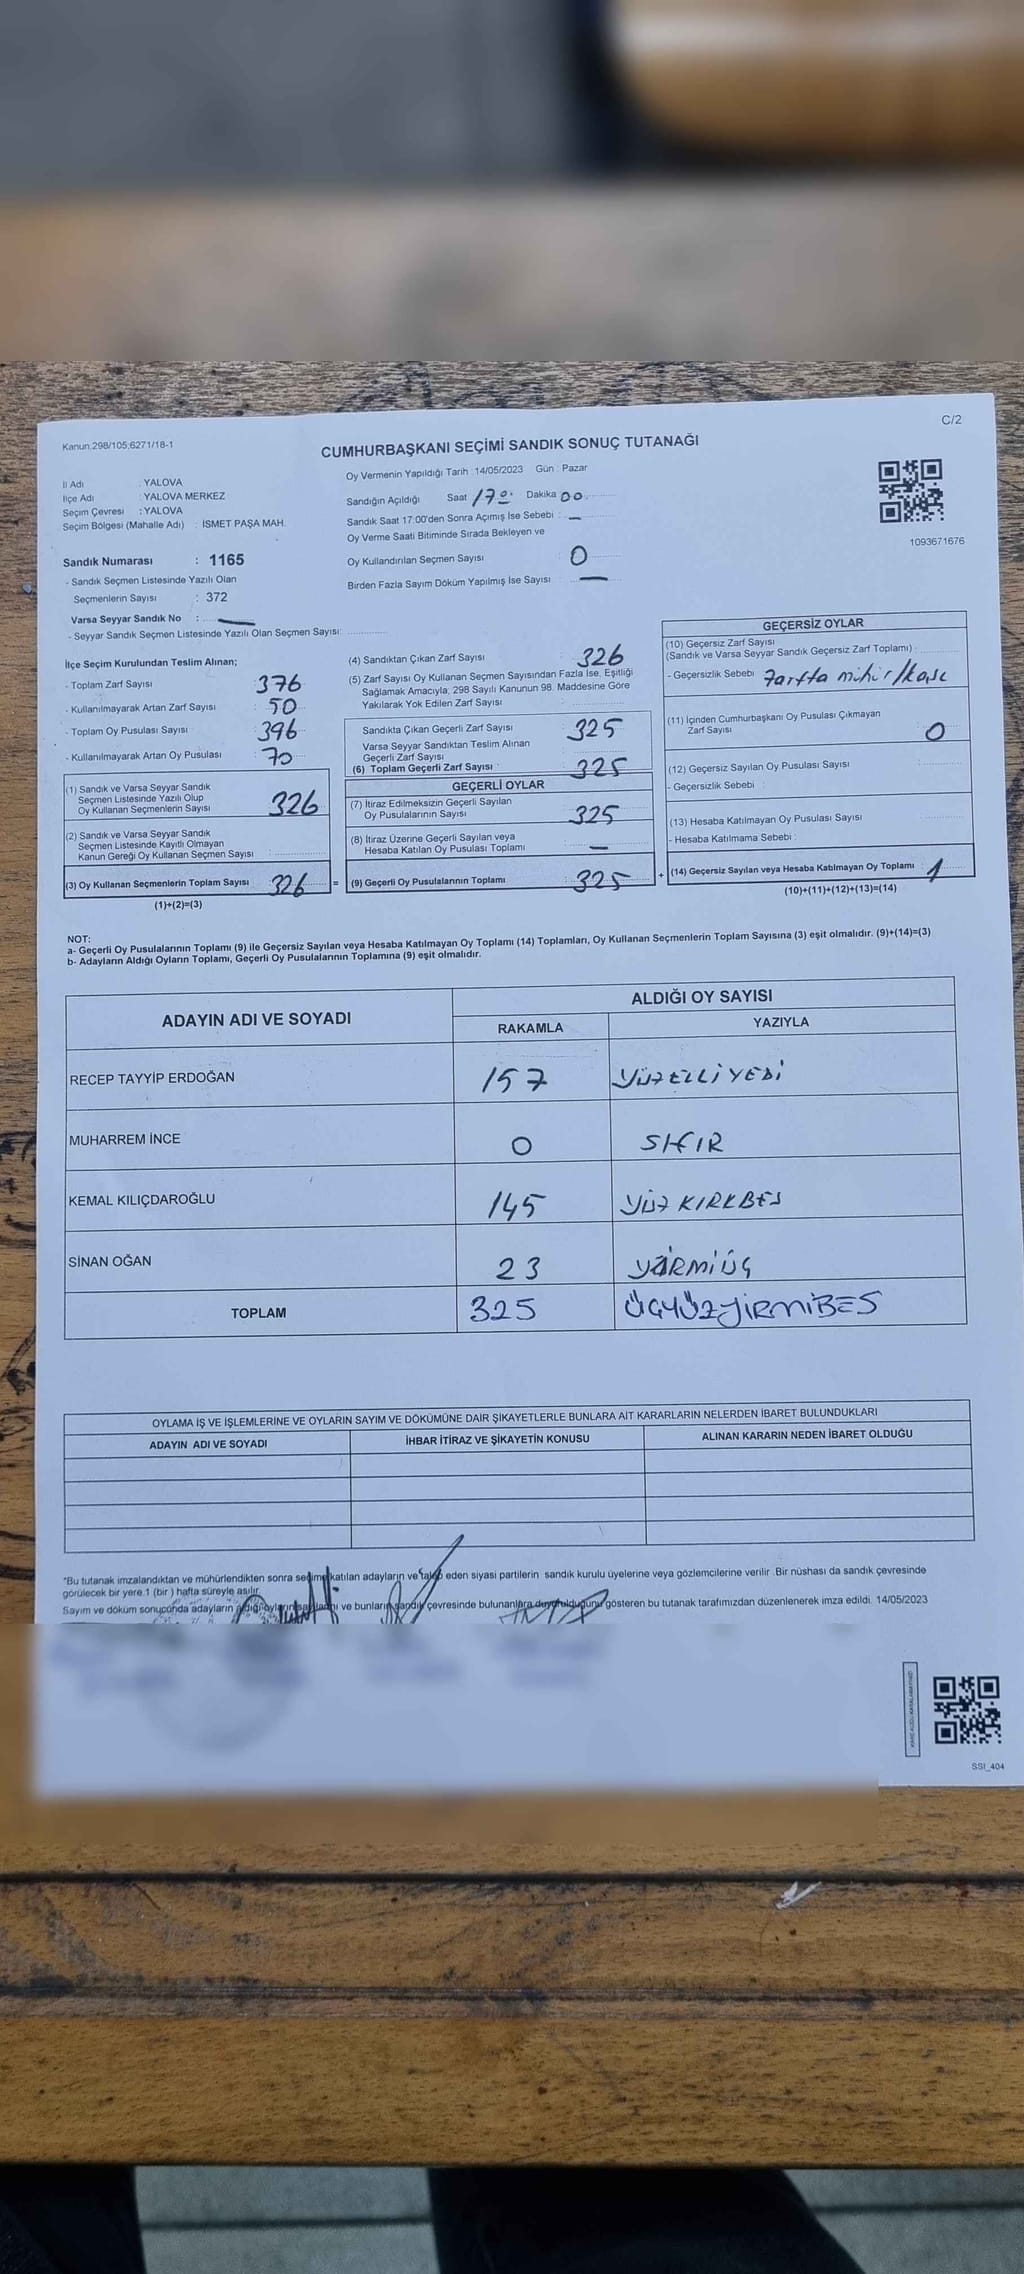 C/2
Kanun.298/105;6271/18-1
CUMHURBAŞKANI SEÇİMİ SANDIK SONUÇ TUTANAĞI
İl Adı : YALOVA
İlçe Adı : YALOVA MERKEZ
Seçim Çevresi : YALOVA
Seçim Bölgesi (Mahalle Adı) : İSMET PAŞA MAH.
Oy Vermenin Yapıldığı Tarih :14/05/2023 Gün : Pazar
Sandığın Açıldığı Saat 17:00 Dakika 00
Sandık Saat 17:00'den Sonra Açımış İse Sebebi : –
Oy Verme Saati Bitiminde Sırada Bekleyen ve
Oy Kullandırılan Seçmen Sayısı : 0
Birden Fazla Sayım Döküm Yapılmış İse Sayısı : –
1093671676
Sandık Numarası : 1165
- Sandık Seçmen Listesinde Yazılı Olan
Seçmenlerin Sayısı : 372
Varsa Seyyar Sandık No : –
- Seyyar Sandık Seçmen Listesinde Yazılı Olan Seçmen Sayısı:
İlçe Seçim Kurulundan Teslim Alınan;
- Toplam Zarf Sayısı : 376
- Kullanılmayarak Artan Zarf Sayısı : 50
- Toplam Oy Pusulası Sayısı : 396
- Kullanılmayarak Artan Oy Pusulası : 70
(1) Sandık ve Varsa Seyyar Sandık
Seçmen Listesinde Yazılı Olup
Oy Kullanan Seçmenlerin Sayısı : 326
(2) Sandık ve Varsa Seyyar Sandık
Seçmen Listesinde Kayıtlı Olmayan
Kanun Gereği Oy Kullanan Seçmen Sayısı :
(3) Oy Kullanan Seçmenlerin Toplam Sayısı : 326 =
(1)+(2)=(3)
(4) Sandıktan Çıkan Zarf Sayısı : 326
(5) Zarf Sayısı Oy Kullanan Seçmen Sayısından Fazla İse; Eşitliği
Sağlamak Amacıyla, 298 Sayılı Kanunun 98. Maddesine Göre
Yakılarak Yok Edilen Zarf Sayısı :
Sandıkta Çıkan Geçerli Zarf Sayısı : 325
Varsa Seyyar Sandıktan Teslim Alınan
Geçerli Zarf Sayısı :
(6) Toplam Geçerli Zarf Sayısı : 325
GEÇERLİ OYLAR
(7) İtiraz Edilmeksizin Geçerli Sayılan
Oy Pusulalarının Sayısı : 325
(8) İtiraz Üzerine Geçerli Sayılan veya
Hesaba Katılan Oy Pusulası Toplamı : –
(9) Geçerli Oy Pusulalarının Toplamı : 325 +
GEÇERSİZ OYLAR
(10) Geçersiz Zarf Sayısı
(Sandık ve Varsa Seyyar Sandık Geçersiz Zarf Toplamı) :
- Geçersizlik Sebebi : zarfta mühür/kaşe
(11) İçinden Cumhurbaşkanı Oy Pusulası Çıkmayan
Zarf Sayısı : 0
(12) Geçersiz Sayılan Oy Pusulası Sayısı :
- Geçersizlik Sebebi :
(13) Hesaba Katılmayan Oy Pusulası Sayısı :
- Hesaba Katılmama Sebebi :
(14) Geçersiz Sayılan veya Hesaba Katılmayan Oy Toplamı : 1
(10)+(11)+(12)+(13)=(14)
NOT:
a- Geçerli Oy Pusulalarının Toplamı (9) ile Geçersiz Sayılan veya Hesaba Katılmayan Oy Toplamı (14) Toplamları, Oy Kullanan Seçmenlerin Toplam Sayısına (3) eşit olmalıdır. (9)+(14)=(3)
b- Adayların Aldığı Oyların Toplamı, Geçerli Oy Pusulalarının Toplamına (9) eşit olmalıdır.
ADAYIN ADI VE SOYADI
ALDIĞI OY SAYISI
RAKAMLA YAZIYLA
RECEP TAYYİP ERDOĞAN 157 YÜZELLİYEDİ
MUHARREM İNCE 0 SIFIR
KEMAL KILIÇDAROĞLU 145 YÜZ KIRKBES
SİNAN OĞAN 23 YİRMİÜÇ
TOPLAM 325 ÜÇYÜZYİRMİBES
OYLAMA İŞ VE İŞLEMLERİNE VE OYLARIN SAYIM VE DÖKÜMÜNE DAİR ŞİKAYETLERLE BUNLARA AİT KARARLARIN NELERDEN İBARET BULUNDUKLARI
ADAYIN ADI VE SOYADI İHBAR İTİRAZ VE ŞİKAYETİN KONUSU ALINAN KARARIN NEDEN İBARET OLDUĞU
*Bu tutanak imzalandıktan ve mühürlendikten sonra seçime katılan adayların ve talep eden siyasi partilerin sandık kurulu üyelerine veya gözlemcilerine verilir. Bir nüshası da sandık çevresinde
görülecek bir yere 1 (bir ) hafta süreyle asılır.
Sayım ve döküm sonucunda adayların aldığı oyların sayılarını ve bunların sandık çevresinde bulunanlara duyurulduğunu gösteren bu tutanak tarafımızdan düzenlenerek imza edildi. 14/05/2023
SSI_404